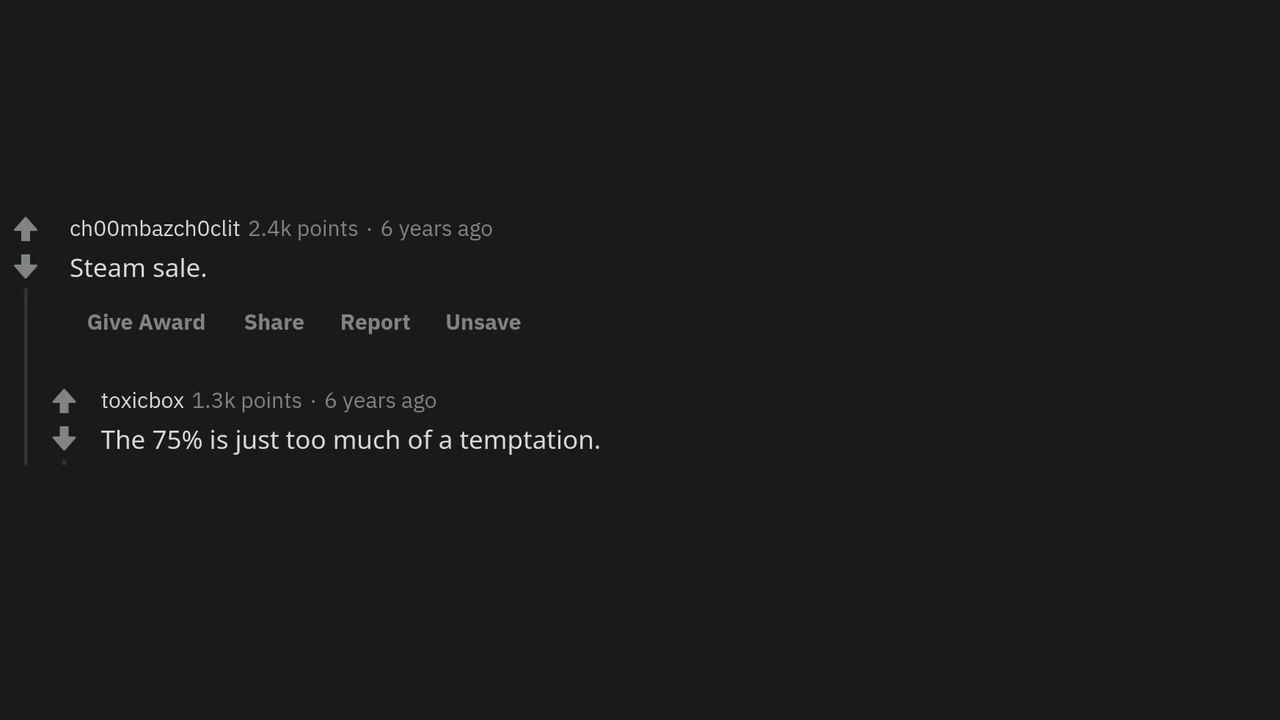 ch00mbazch0clit 2.4k points · 6 years ago
Steam sale.
Give Award Share Report Unsave
toxicbox 1.3k points · 6 years ago
The 75% is just too much of a temptation.